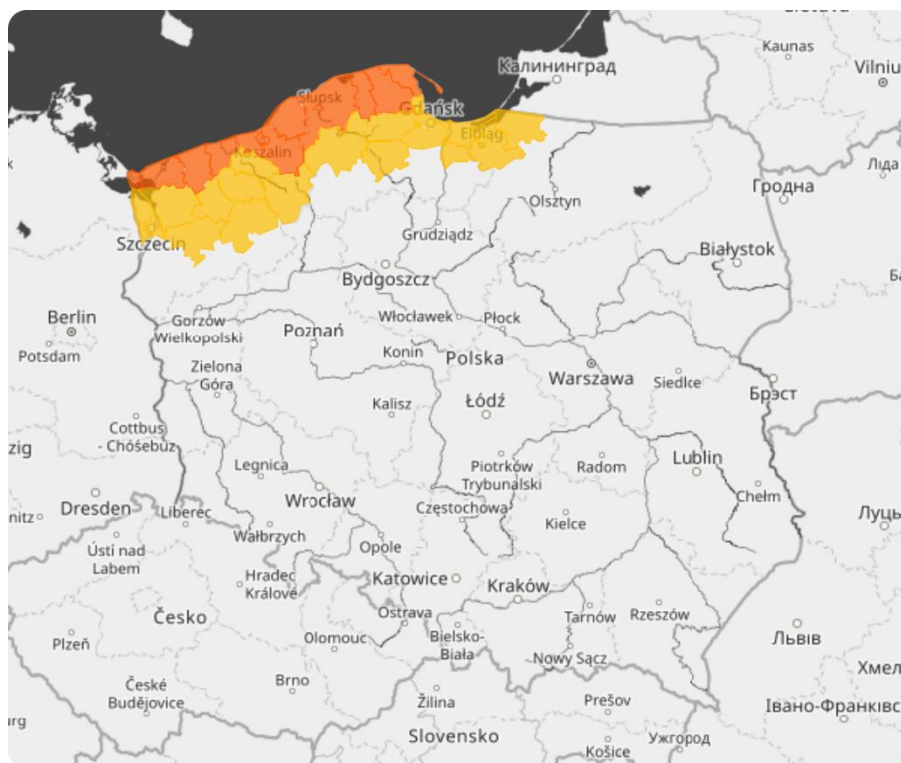 Kaunas
Калининград
Vilniu
Słupsk
Gdańsk
Elbląg
Koszalin
Ліда
Гродна
Olsztyn
Grudziądz
Szczecin
Białystok
Bydgoszcz
Berlin
Włocławek
Płock
Gorzów
Wielkopolski
Poznań
Potsdam
Konin
Polska
Zielona
Góra
Warszawa
Siedlce
Брэст
Kalisz
Łódź
Cottbus
- Chóśebuz
zig
Legnica
Piotrków
Trybunalski
Radom
Lublin
Chełm
Wrocław
Dresden
Częstochowa
nitz
Liberec
Kielce
Луць
Wałbrzych
Opole
Ústí nad
Labem
Hradec
Králové
Katowice
Kraków
Ostrava
Tarnów
Rzeszów
Česko
Plzeň
Olomouc
Bielsko-
Biała
Nowy Sącz
Львів
Хмел
Brno
České
Budějovice
Žilina
Prešov
Івано-Франківс
urg
Slovensko
Košice
Ужгород